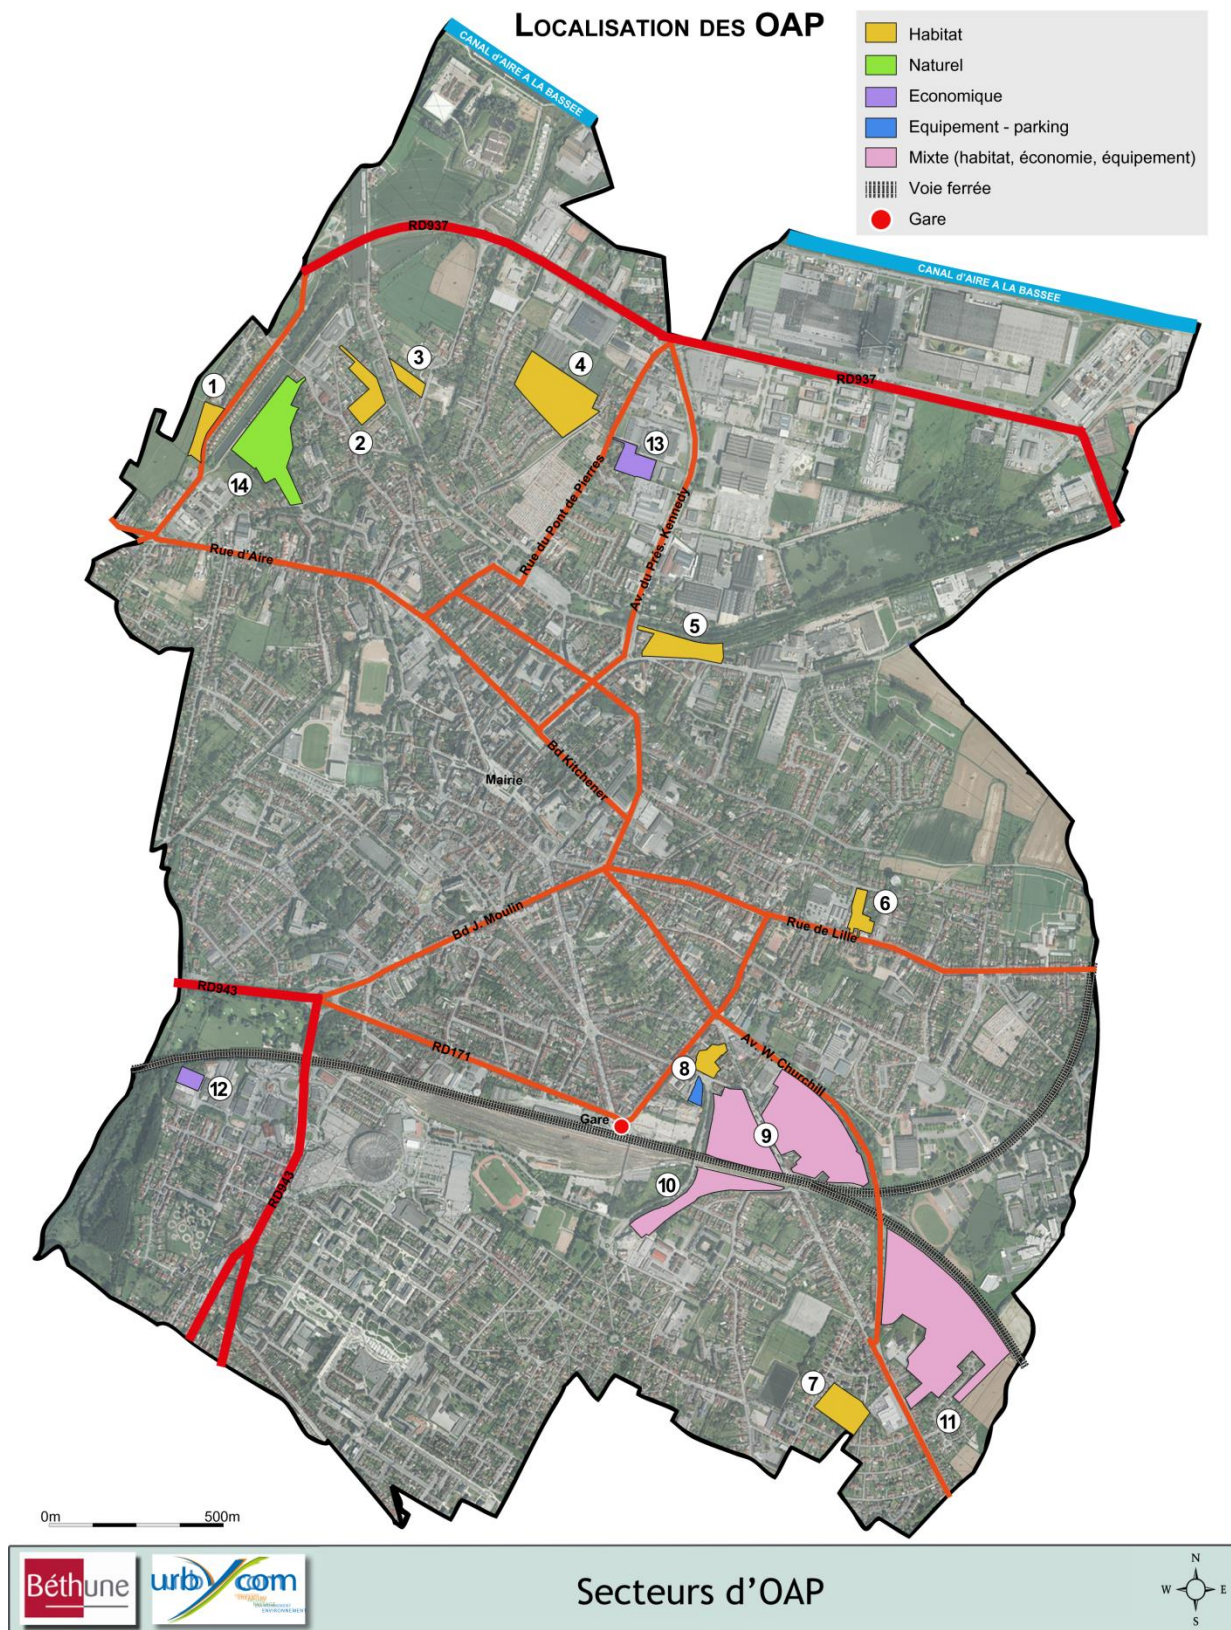 LOCALISATION DES OAP
Habitat
Naturel
Economique
Equipement - parking
Mixte (habitat, économie, équipement)
Voie ferrée
Gare
CANAL d'AIRE A LA BASSEE
CANAL d'AIRE A LA BASSEE
RD937
RD937
1
2
3
4
13
14
Rue d'Aire
Rue du Pont de Pierres
Av. du Prés. Kennedy
5
Mairie
Bd Kitchener
6
Bd J. Moulin
Rue de Lille
RD943
RD171
Av. W. Churchill
8
12
Gare
9
10
RD943
7
11
0m 500m
Béthune
urbycom
ENVIRONNEMENT
Secteurs d'OAP
N
W E
S